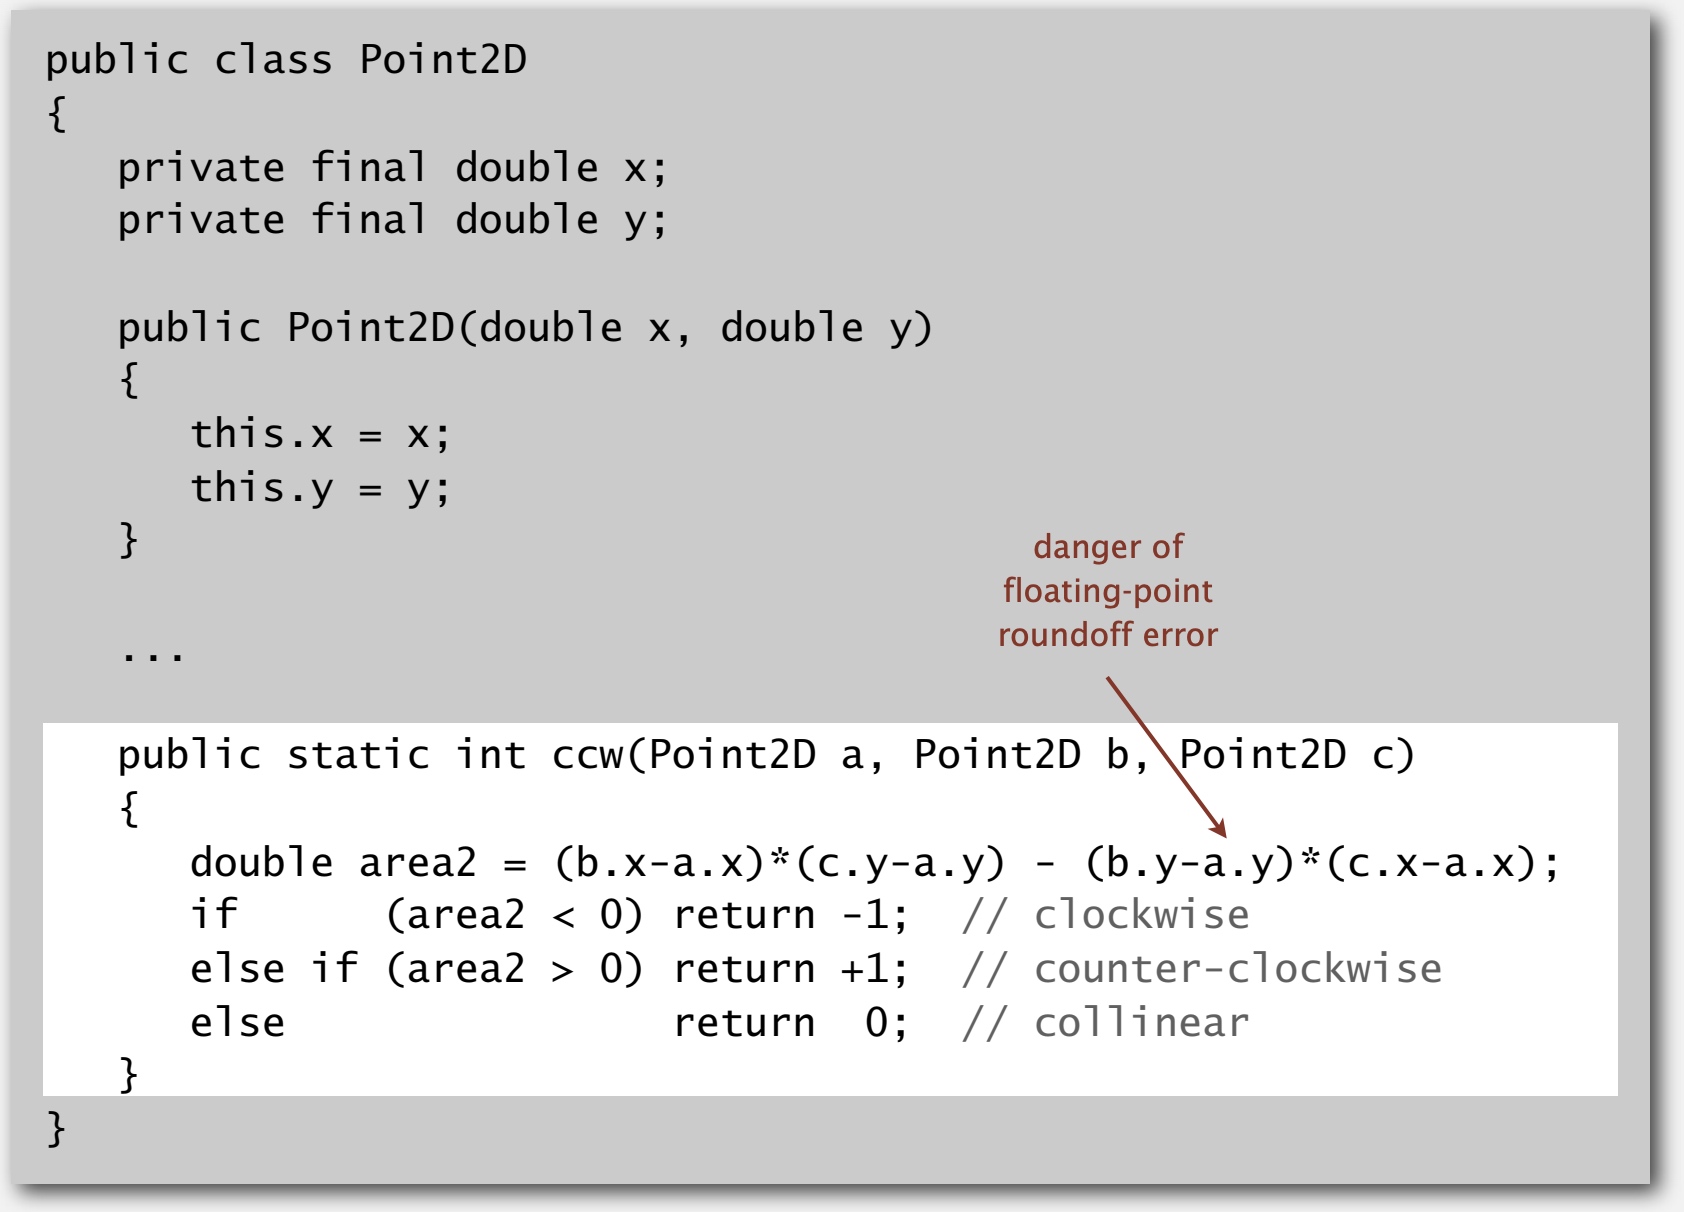 public class Point2D
{
   private final double x;
   private final double y;

   public Point2D(double x, double y)
   {
      this.x = x;
      this.y = y;
   }

   ...

danger of
floating-point
roundoff error

   public static int ccw(Point2D a, Point2D b, Point2D c)
   {
      double area2 = (b.x-a.x)*(c.y-a.y) - (b.y-a.y)*(c.x-a.x);
      if      (area2 < 0) return -1;  // clockwise
      else if (area2 > 0) return +1;  // counter-clockwise
      else                return  0;  // collinear
   }
}